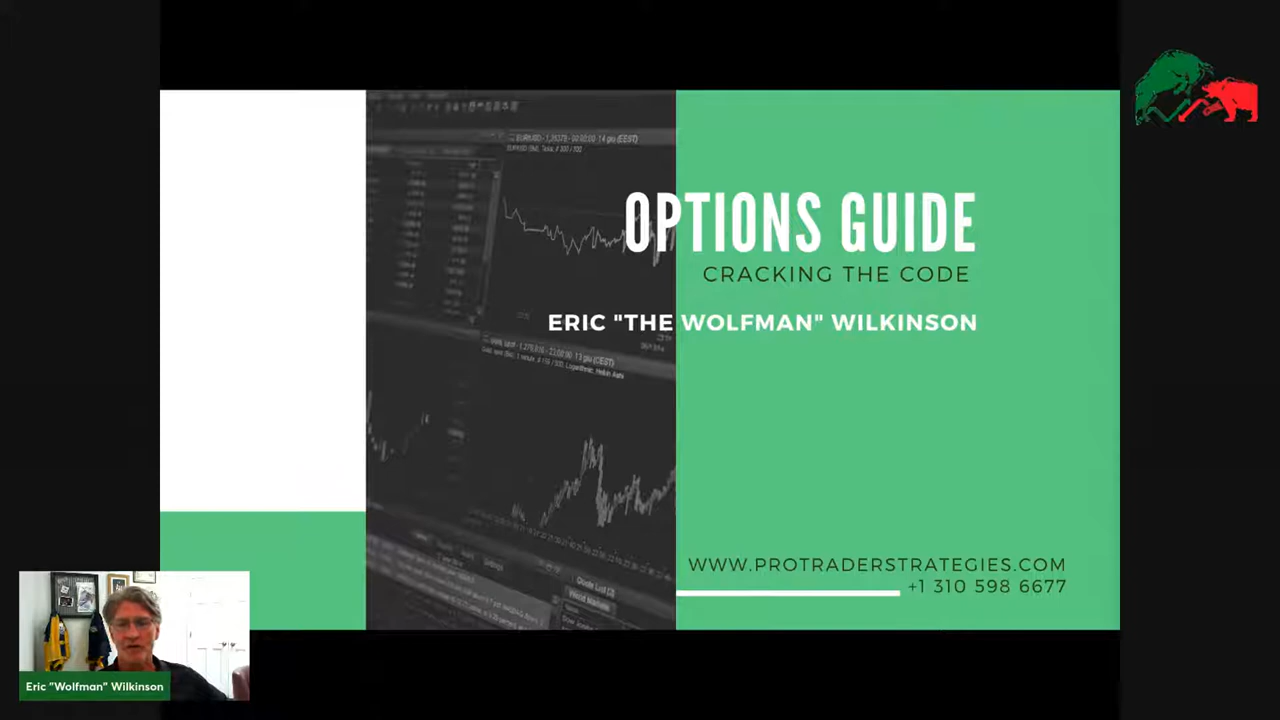 OPTIONS GUIDE
CRACKING THE CODE
ERIC "THE WOLFMAN" WILKINSON
WWW.PROTRADERSTRATEGIES.COM
+1 310 598 6677
Eric "Wolfman" Wilkinson